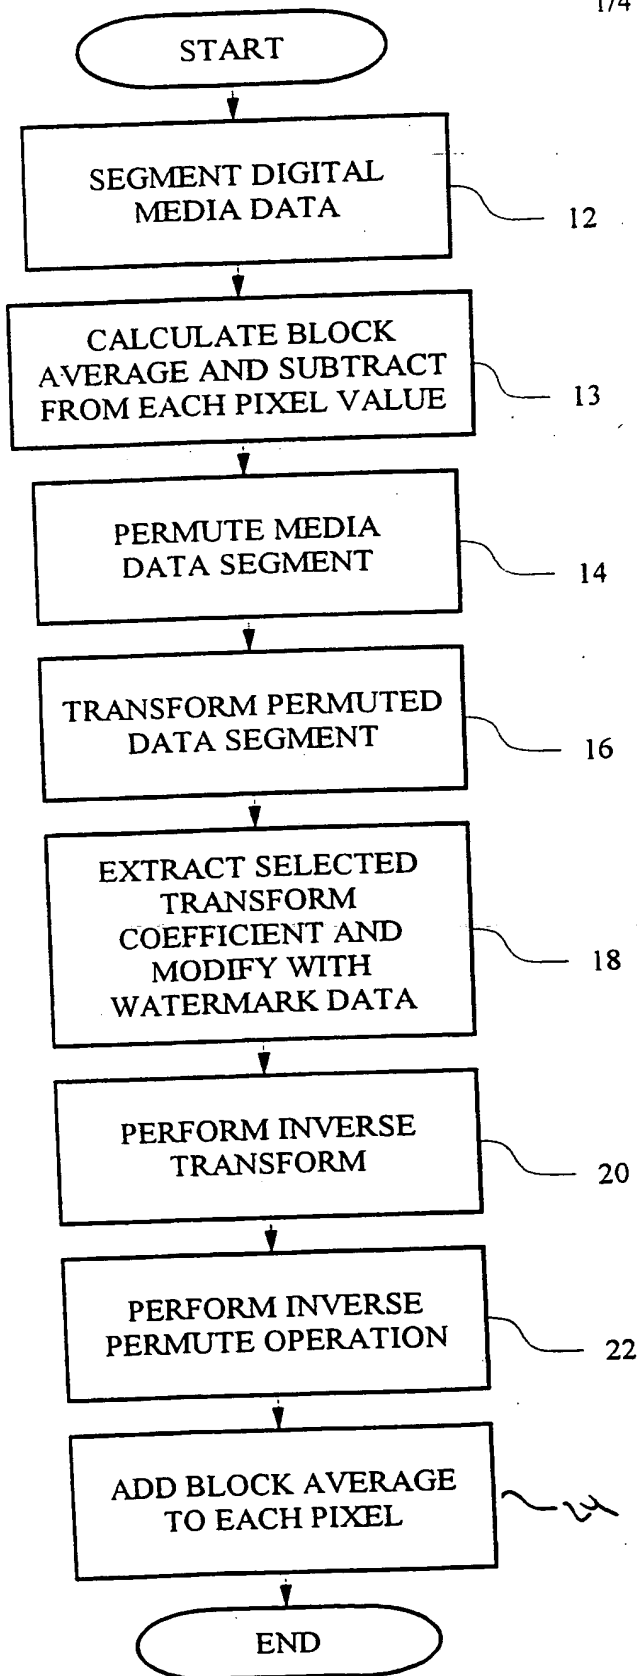 1/4
START
SEGMENT DIGITAL
MEDIA DATA
12
CALCULATE BLOCK
AVERAGE AND SUBTRACT
FROM EACH PIXEL VALUE
13
PERMUTE MEDIA
DATA SEGMENT
14
TRANSFORM PERMUTED
DATA SEGMENT
16
EXTRACT SELECTED
TRANSFORM
COEFFICIENT AND
MODIFY WITH
WATERMARK DATA
18
PERFORM INVERSE
TRANSFORM
20
PERFORM INVERSE
PERMUTE OPERATION
22
ADD BLOCK AVERAGE
TO EACH PIXEL
24
END